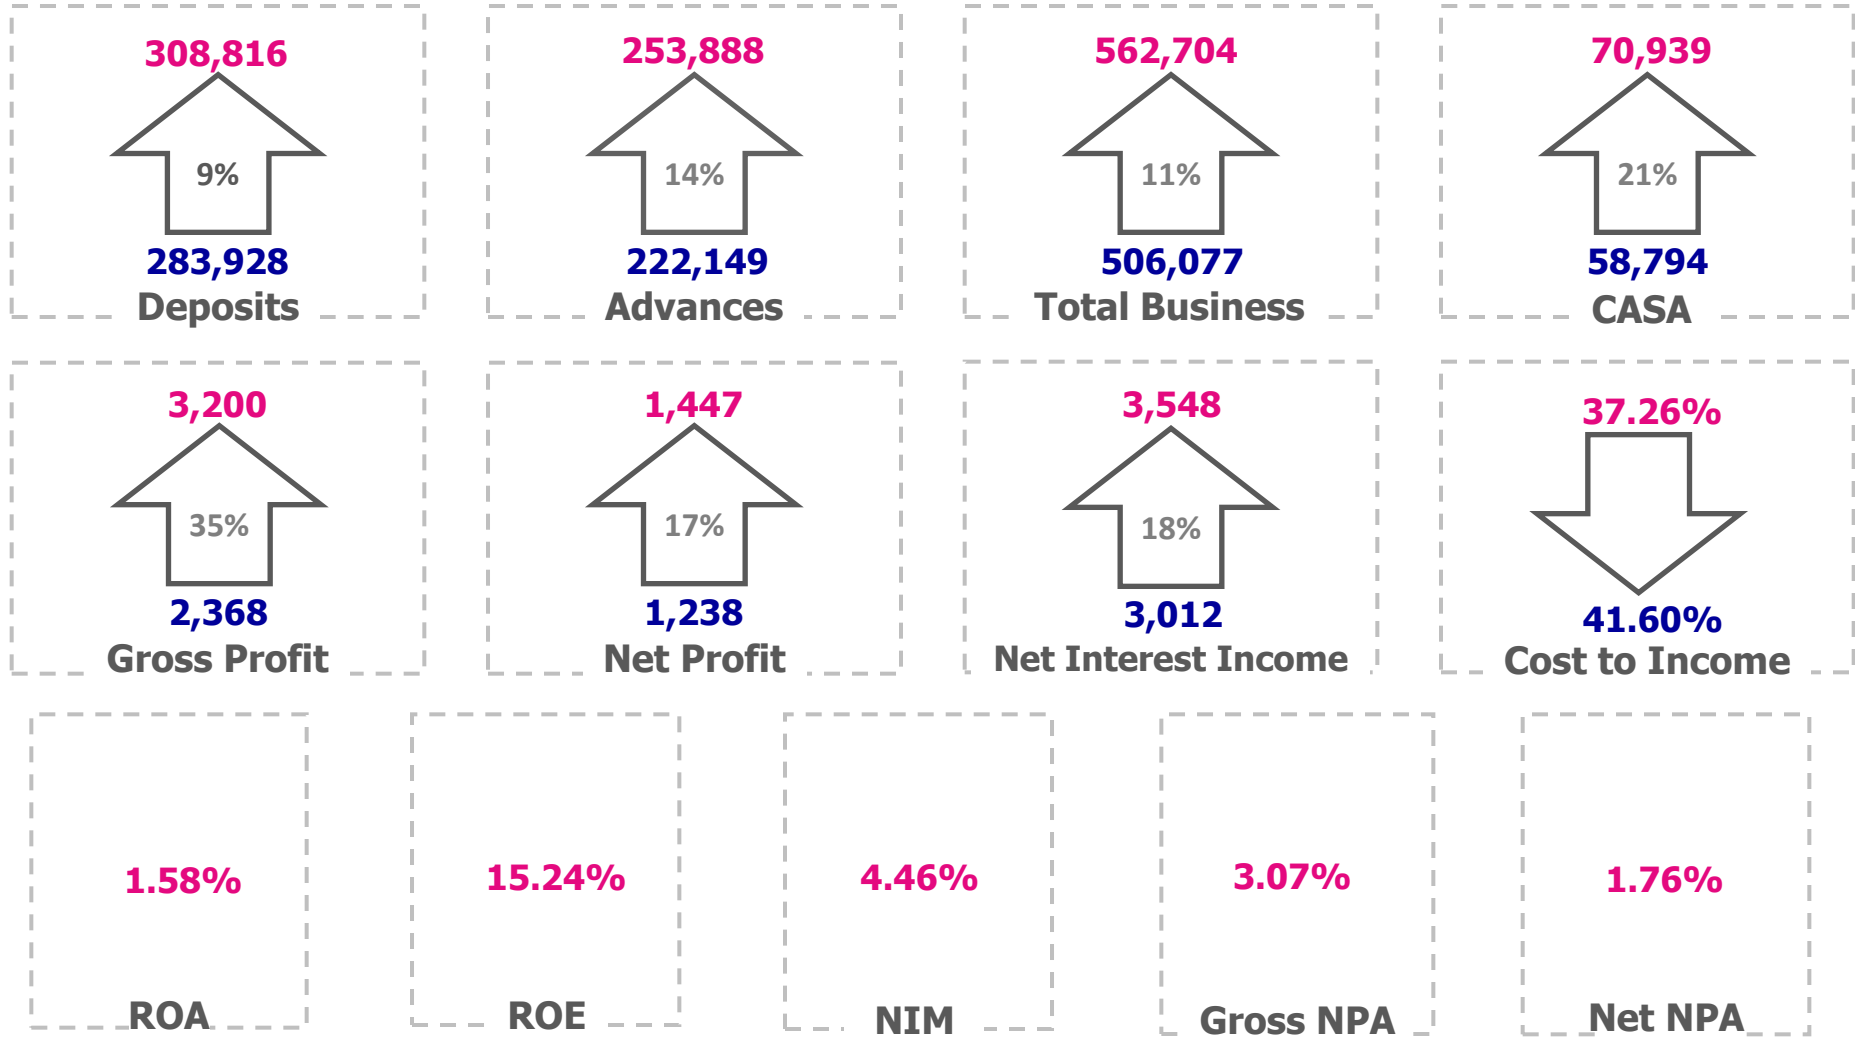 308,816
9%
283,928
Deposits
253,888
14%
222,149
Advances
562,704
11%
506,077
Total Business
70,939
21%
58,794
CASA
3,200
35%
2,368
Gross Profit
1,447
17%
1,238
Net Profit
3,548
18%
3,012
Net Interest Income
37.26%
41.60%
Cost to Income
1.58%
ROA
15.24%
ROE
4.46%
NIM
3.07%
Gross NPA
1.76%
Net NPA